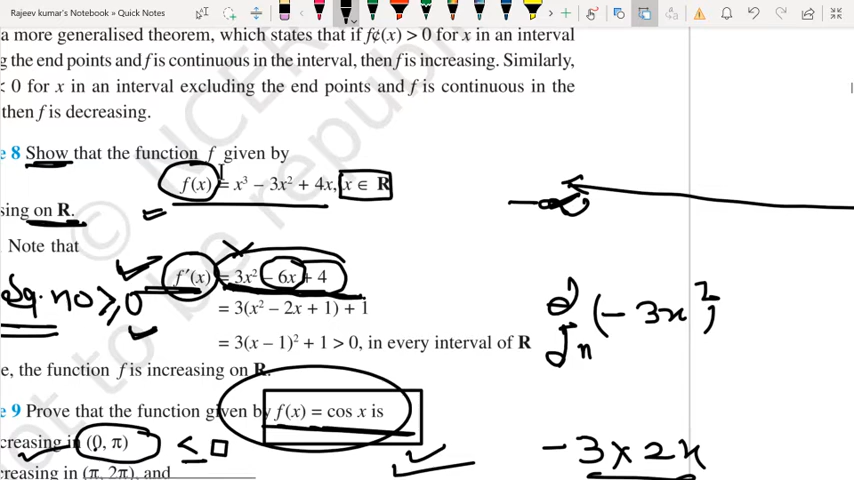 Rajeev kumar's Notebook » Quick Notes
a more generalised theorem, which states that if f¢(x) > 0 for x in an interval
g the end points and f is continuous in the interval, then f is increasing. Similarly,
< 0 for x in an interval excluding the end points and f is continuous in the
then f is decreasing.
e 8 Show that the function f given by
f(x) = x³ – 3x² + 4x, x ∈ R
sing on R.
Note that
f′(x) = 3x² – 6x + 4
Sq. no ≥ 0
= 3(x² – 2x + 1) + 1
d/dx (- 3x²)
= 3(x – 1)² + 1 > 0, in every interval of R
e, the function f is increasing on R.
e 9 Prove that the function given by f(x) = cos x is
creasing in (0, π) ≤ 0
- 3 × 2x
creasing in (π, 2π), and